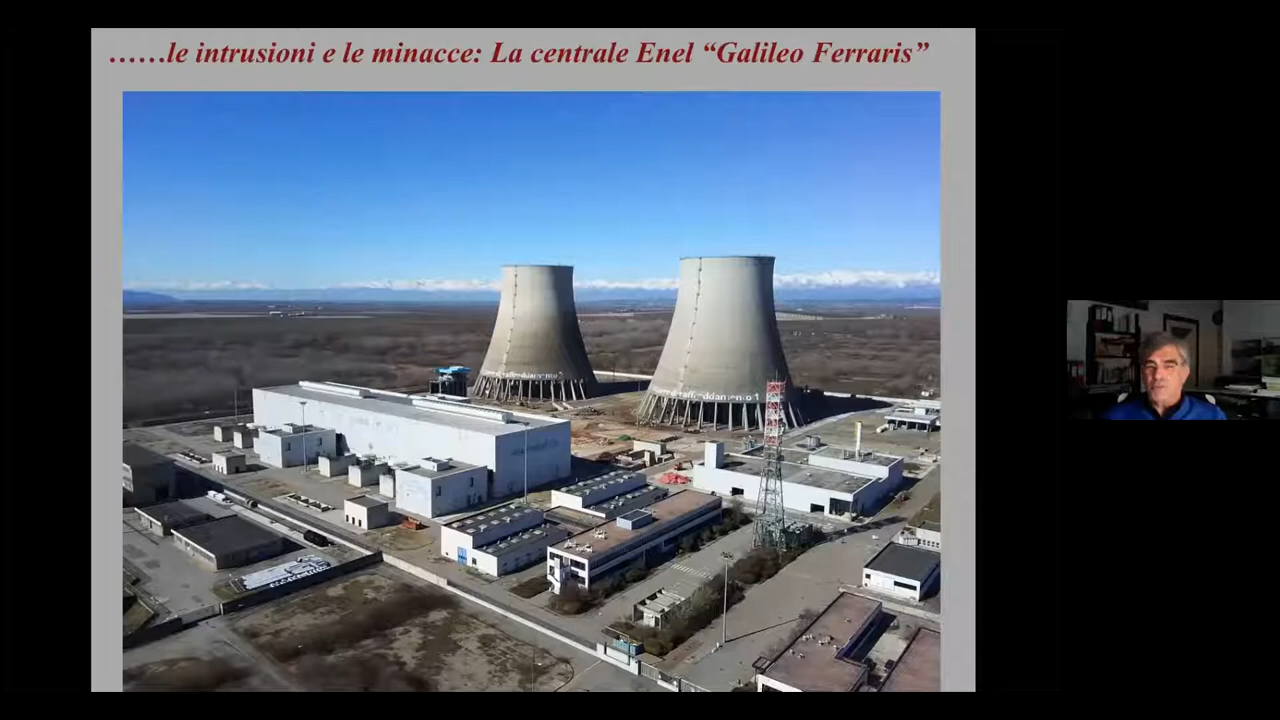 ……le intrusioni e le minacce: La centrale Enel “Galileo Ferraris”